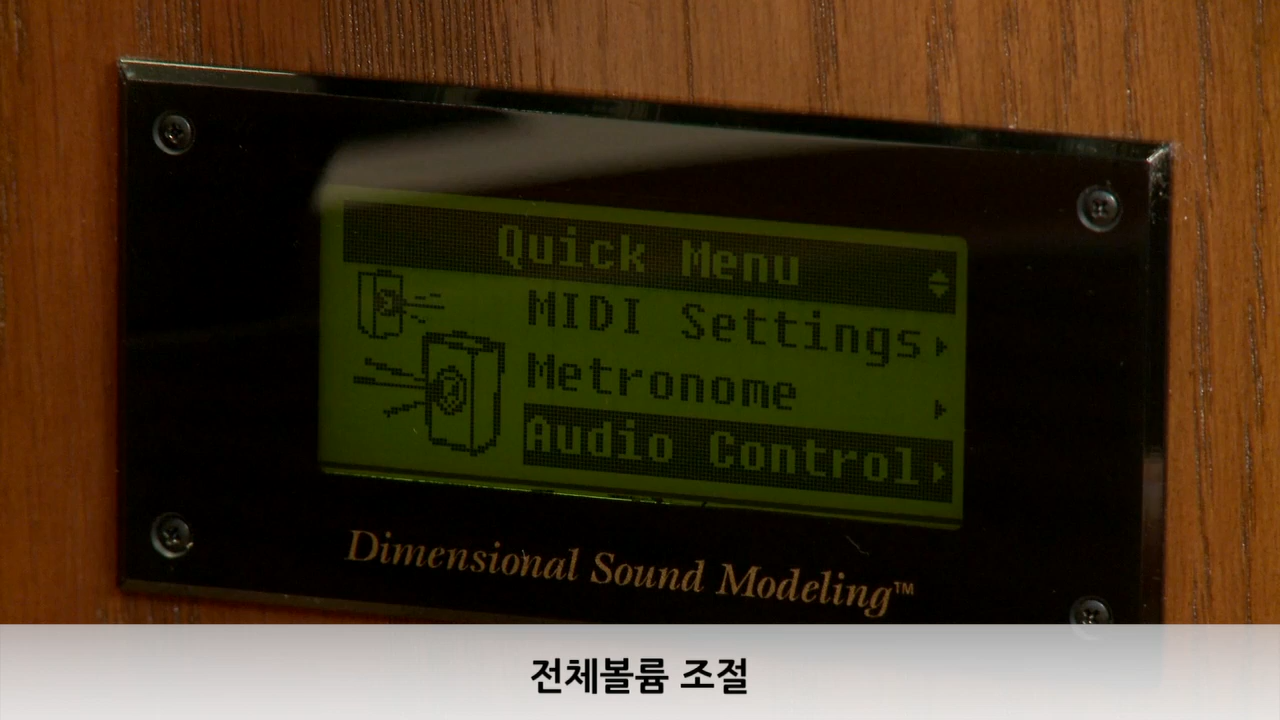 Quick Menu
MIDI Settings
Metronome
Audio Control
Dimensional Sound Modeling™
전체볼륨 조절